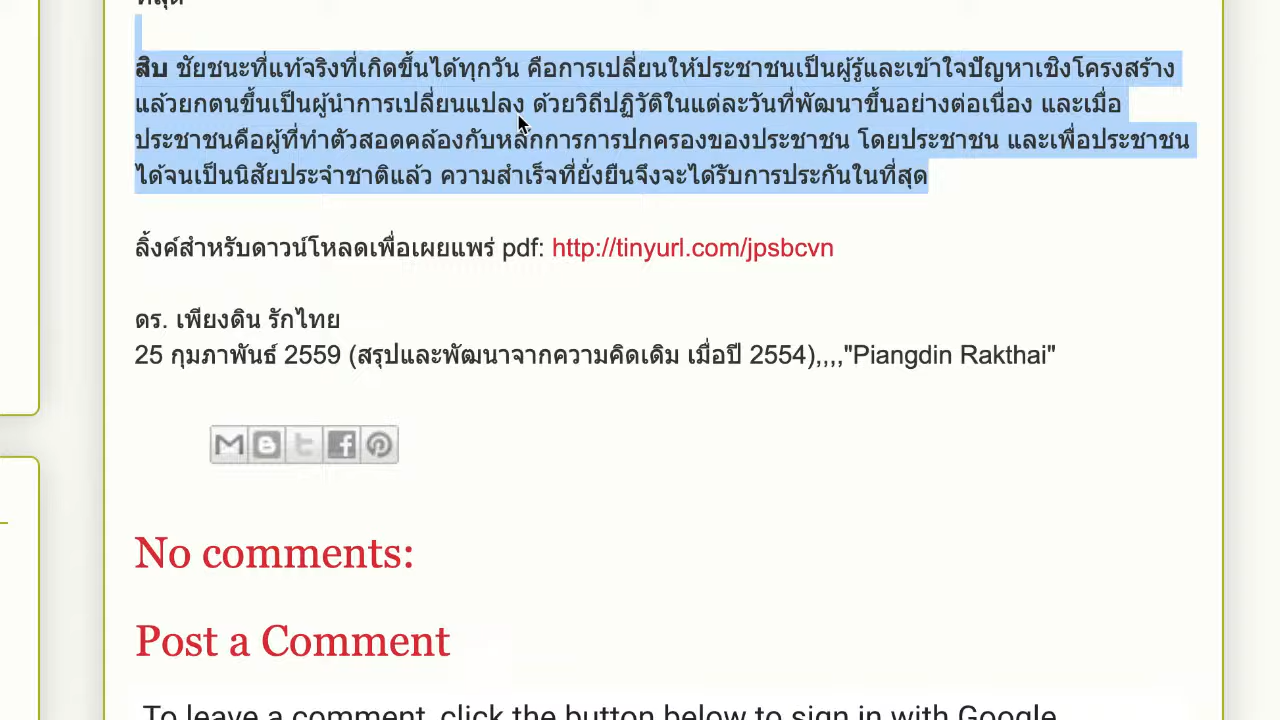 ที่สุด
สิบ ชัยชนะที่แท้จริงที่เกิดขึ้นได้ทุกวัน คือการเปลี่ยนให้ประชาชนเป็นผู้รู้และเข้าใจปัญหาเชิงโครงสร้าง
แล้วยกตนขึ้นเป็นผู้นำการเปลี่ยนแปลง ด้วยวิถีปฏิวัติในแต่ละวันที่พัฒนาขึ้นอย่างต่อเนื่อง และเมื่อ
ประชาชนคือผู้ที่ทำตัวสอดคล้องกับหลักการการปกครองของประชาชน โดยประชาชน และเพื่อประชาชน
ได้จนเป็นนิสัยประจำชาติแล้ว ความสำเร็จที่ยั่งยืนจึงจะได้รับการประกันในที่สุด
ลิ้งค์สำหรับดาวน์โหลดเพื่อเผยแพร่ pdf: http://tinyurl.com/jpsbcvn
ดร. เพียงดิน รักไทย
25 กุมภาพันธ์ 2559 (สรุปและพัฒนาจากความคิดเดิม เมื่อปี 2554),,,,"Piangdin Rakthai"
No comments:
Post a Comment
To leave a comment, click the button below to sign in with Google.